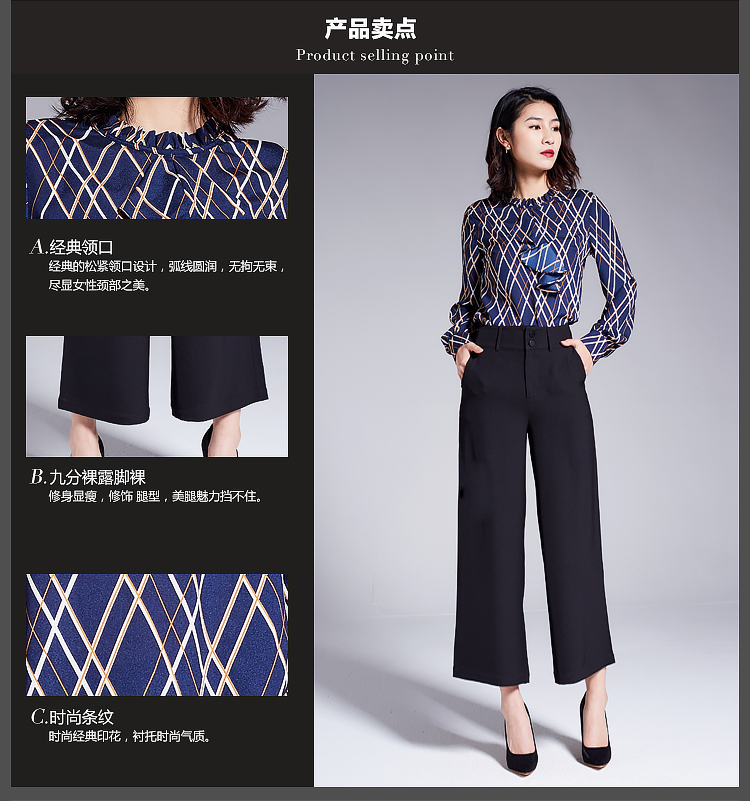 产品卖点
Product selling point
A.经典领口
经典的松紧领口设计，弧线圆润，无拘无束，
尽显女性颈部之美。
B.九分裸露脚裸
修身显瘦，修饰 腿型，美腿魅力挡不住。
C.时尚条纹
时尚经典印花，衬托时尚气质。